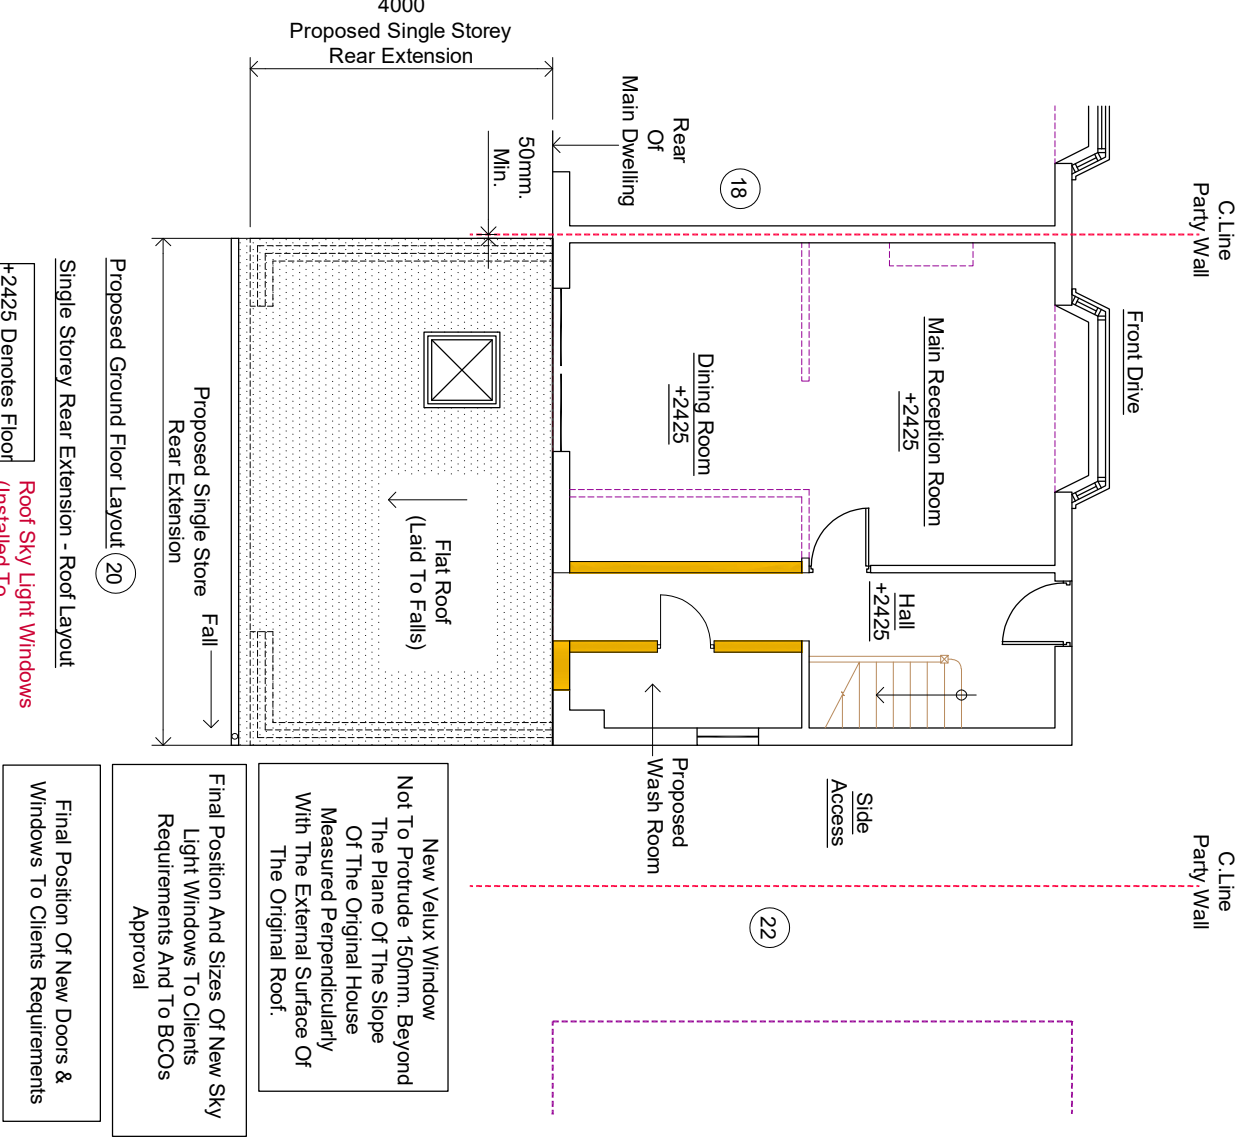 4000
Proposed Single Storey
Rear Extension
Rear
Of
Main Dwelling
50mm.
Min.
18
C.Line
Party Wall
Front Drive
Main Reception Room
+2425
Dining Room
+2425
Hall
+2425
Flat Roof
(Laid To Falls)
Proposed Single Store
Rear Extension
Fall
Proposed Ground Floor Layout
20
Single Storey Rear Extension - Roof Layout
+2425 Denotes Floor
Roof Sky Light Windows
(Installed To
Proposed
Wash Room
Side
Access
C.Line
Party Wall
22
New Velux Window
Not To Protrude 150mm. Beyond
The Plane Of The Slope
Of The Original House
Measured Perpendicularly
With The External Surface Of
The Original Roof.
Final Position And Sizes Of New Sky
Light Windows To Clients
Requirements And To BCOs
Approval
Final Position Of New Doors &
Windows To Clients Requirements